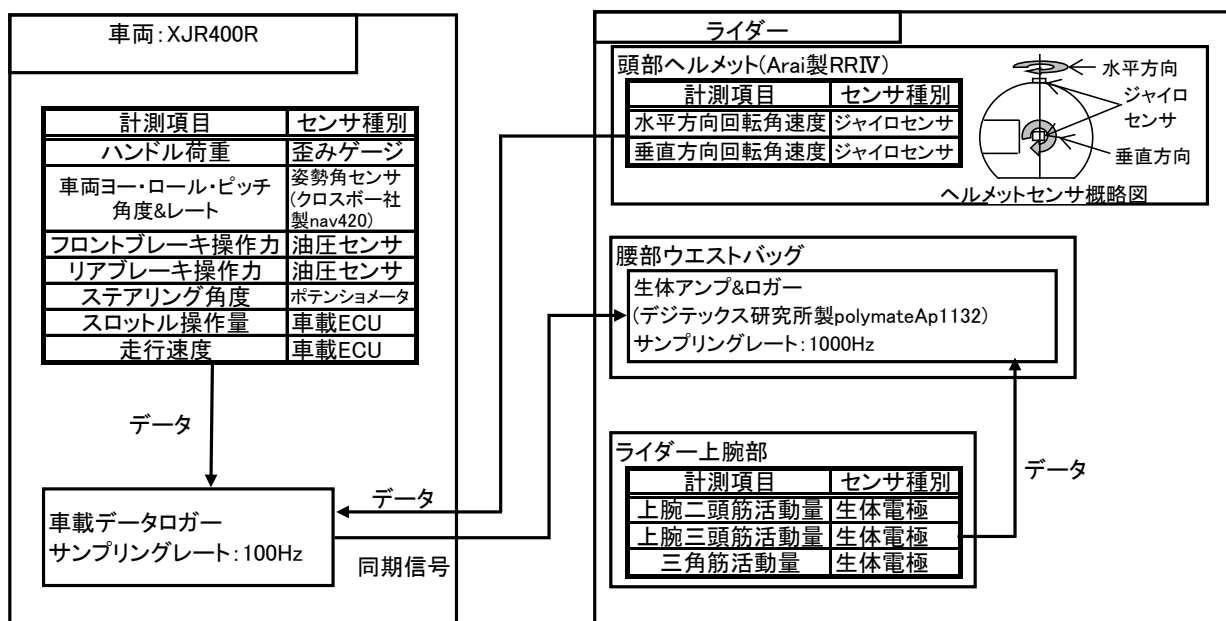 車両：XJR400R
計測項目 センサ種別
ハンドル荷重 歪みゲージ
車両ヨー・ロール・ピッチ
角度&レート
姿勢角センサ
(クロスボー社
製nav420)
フロントブレーキ操作力 油圧センサ
リアブレーキ操作力 油圧センサ
ステアリング角度 ポテンショメータ
スロットル操作量 車載ECU
走行速度 車載ECU
データ
車載データロガー
サンプリングレート：100Hz
データ
同期信号
ライダー
頭部ヘルメット(Arai製RRⅣ)
計測項目 センサ種別
水平方向回転角速度 ジャイロセンサ
垂直方向回転角速度 ジャイロセンサ
水平方向
ジャイロ
センサ
垂直方向
ヘルメットセンサ概略図
腰部ウエストバッグ
生体アンプ&ロガー
(デジテックス研究所製polymateAp1132)
サンプリングレート：1000Hz
ライダー上腕部
計測項目 センサ種別
上腕二頭筋活動量 生体電極
上腕三頭筋活動量 生体電極
三角筋活動量 生体電極
データ